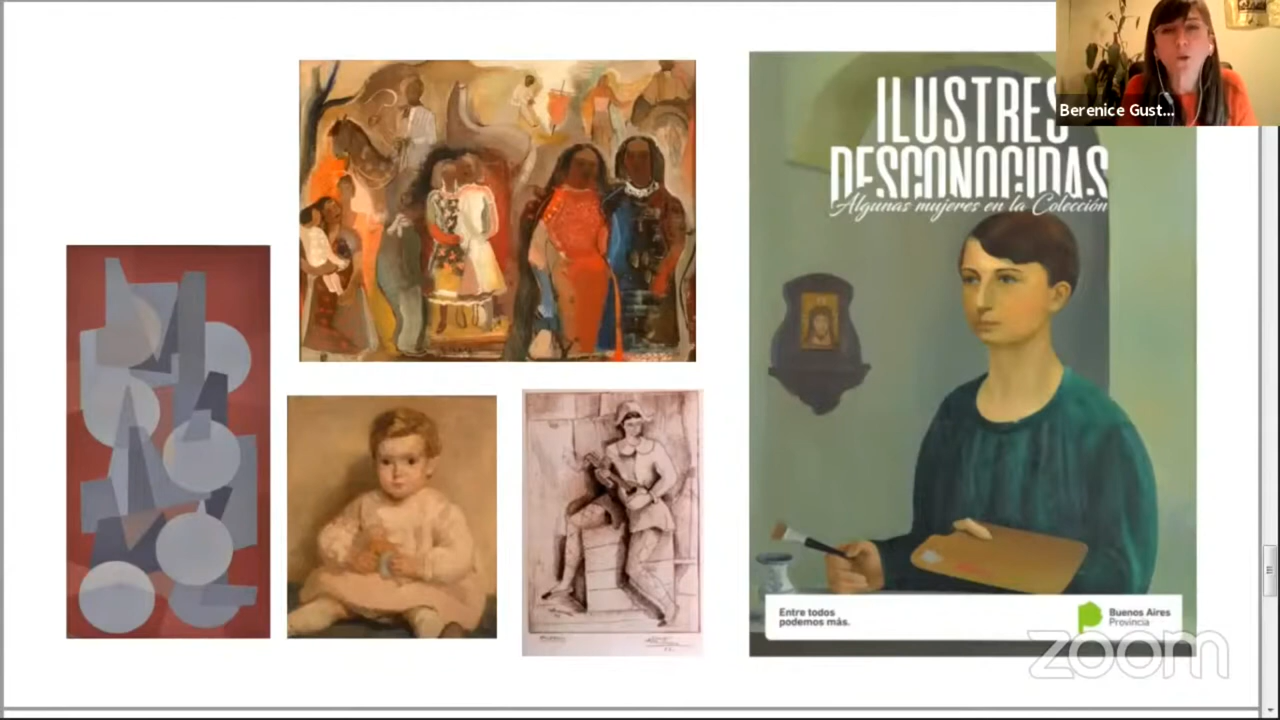 ILUSTRES
DESCONOCIDAS
Algunas mujeres en la Colección
Berenice Gust...
Entre todos
podemos más.
Buenos Aires
Provincia
zoom